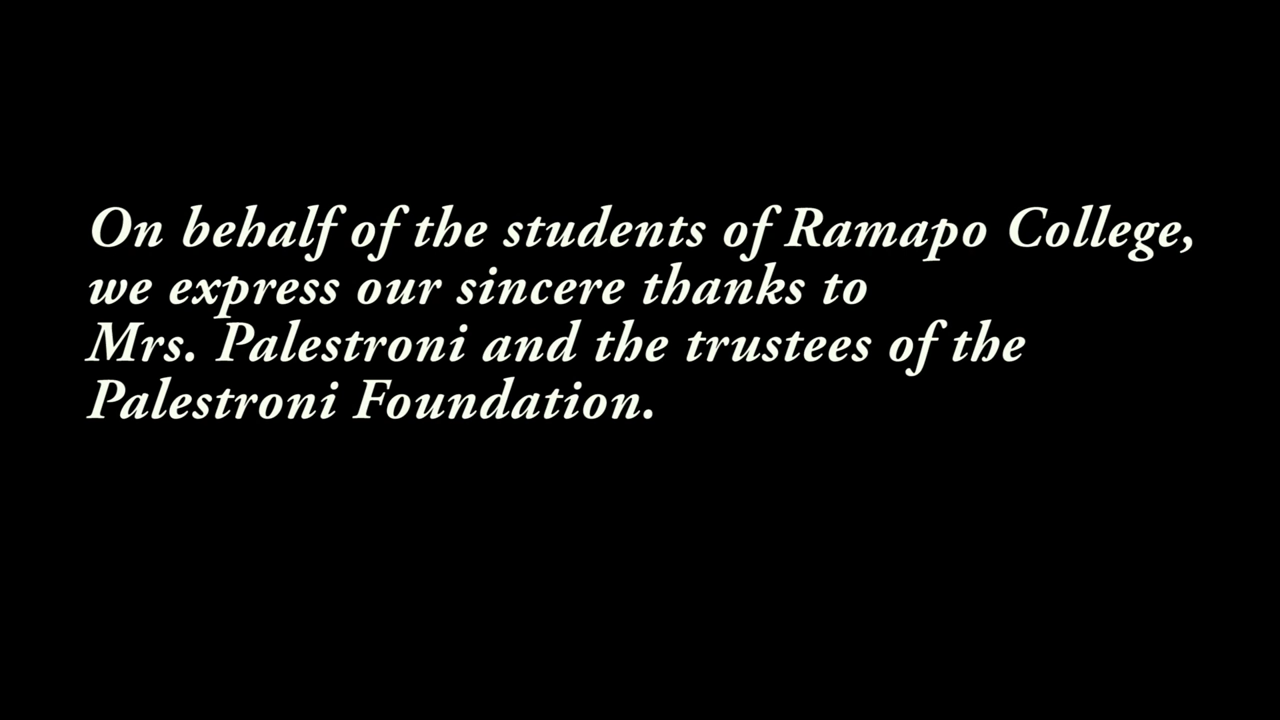 On behalf of the students of Ramapo College,
we express our sincere thanks to
Mrs. Palestroni and the trustees of the
Palestroni Foundation.